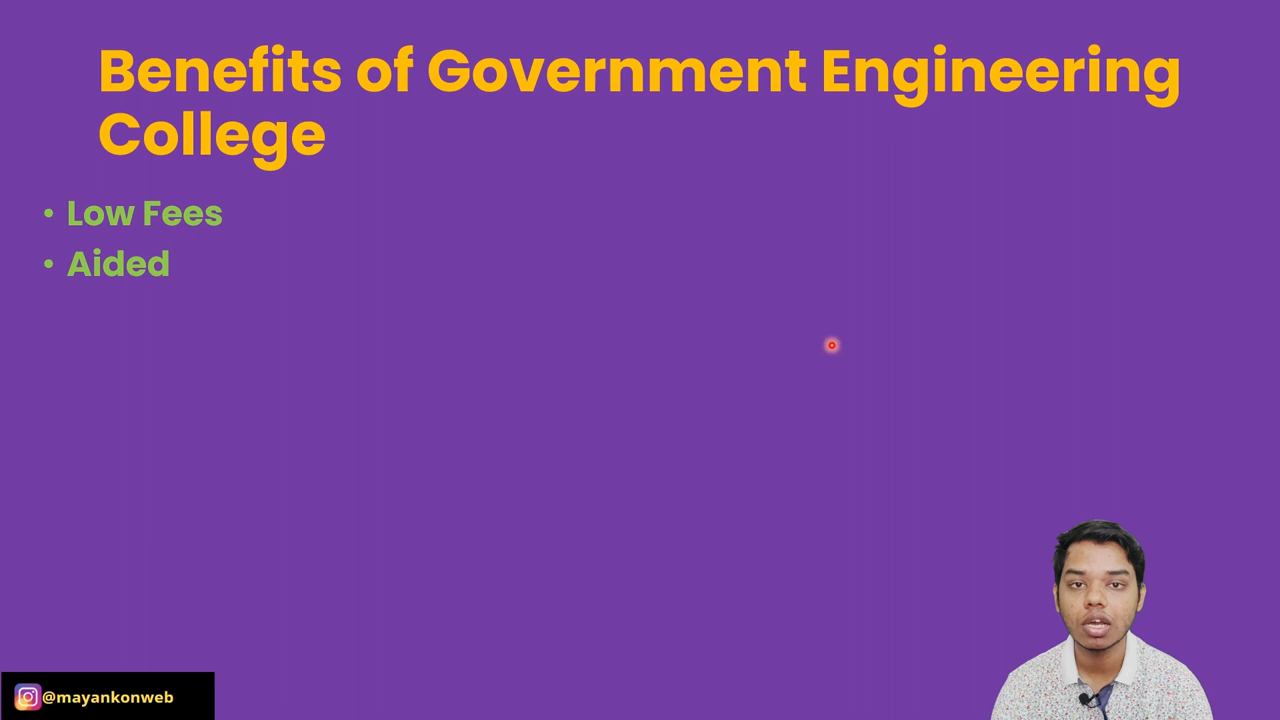 Benefits of Government Engineering
College
• Low Fees
• Aided
@mayankonweb